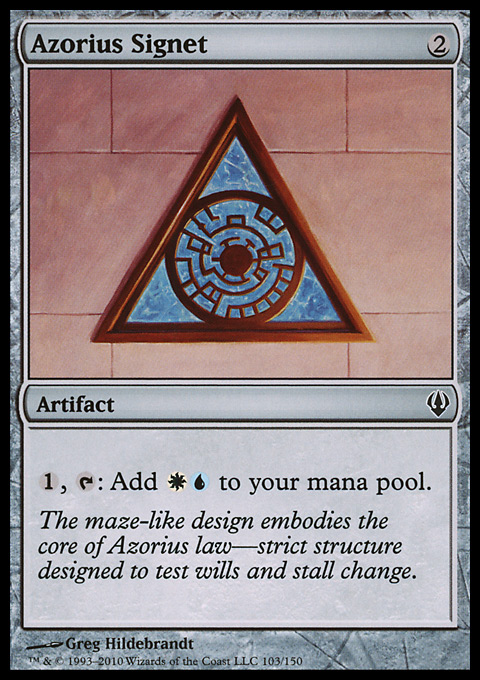 Azorius Signet 2
Artifact
1, : Add to your mana pool.
The maze-like design embodies the
core of Azorius law—strict structure
designed to test wills and stall change.
Greg Hildebrandt
™ & © 1993–2010 Wizards of the Coast LLC 103/150